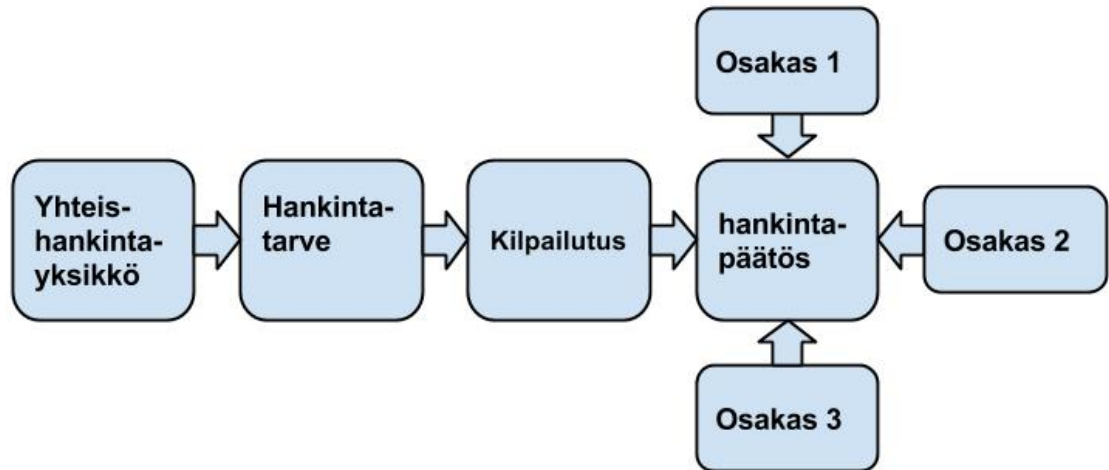 Osakas 1
Yhteis-
hankinta-
yksikkö
Hankinta-
tarve
Kilpailutus
hankinta-
päätös
Osakas 2
Osakas 3